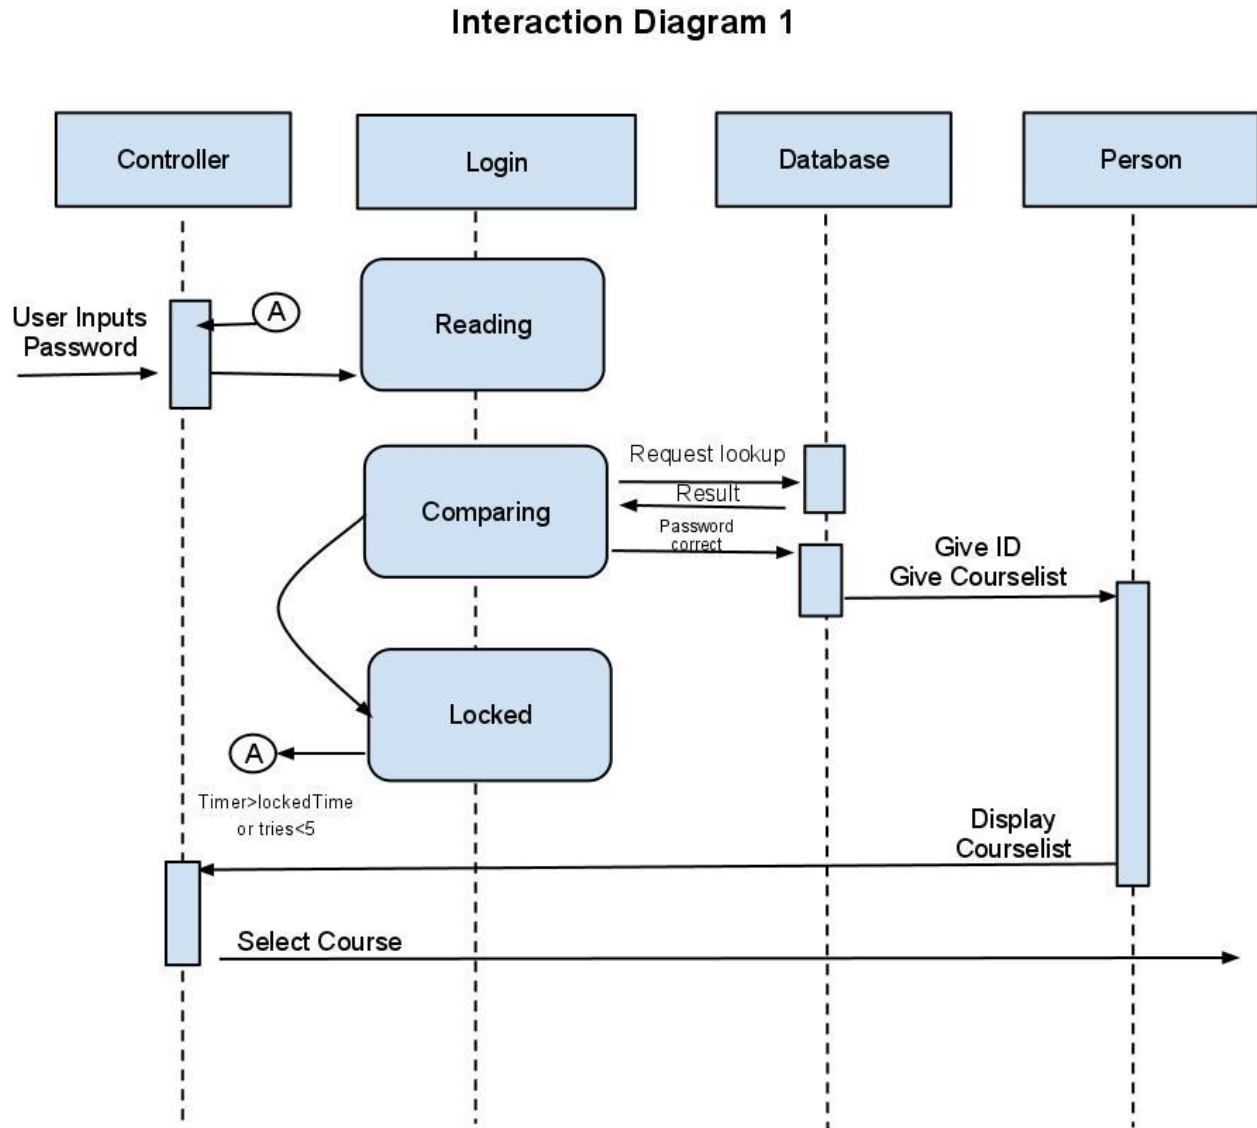 Interaction Diagram 1
Controller
Login
Database
Person
User Inputs
Password
A
Reading
Request lookup
Result
Comparing
Password
correct
Give ID
Give Courselist
Locked
A
Timer>lockedTime
or tries<5
Display
Courselist
Select Course